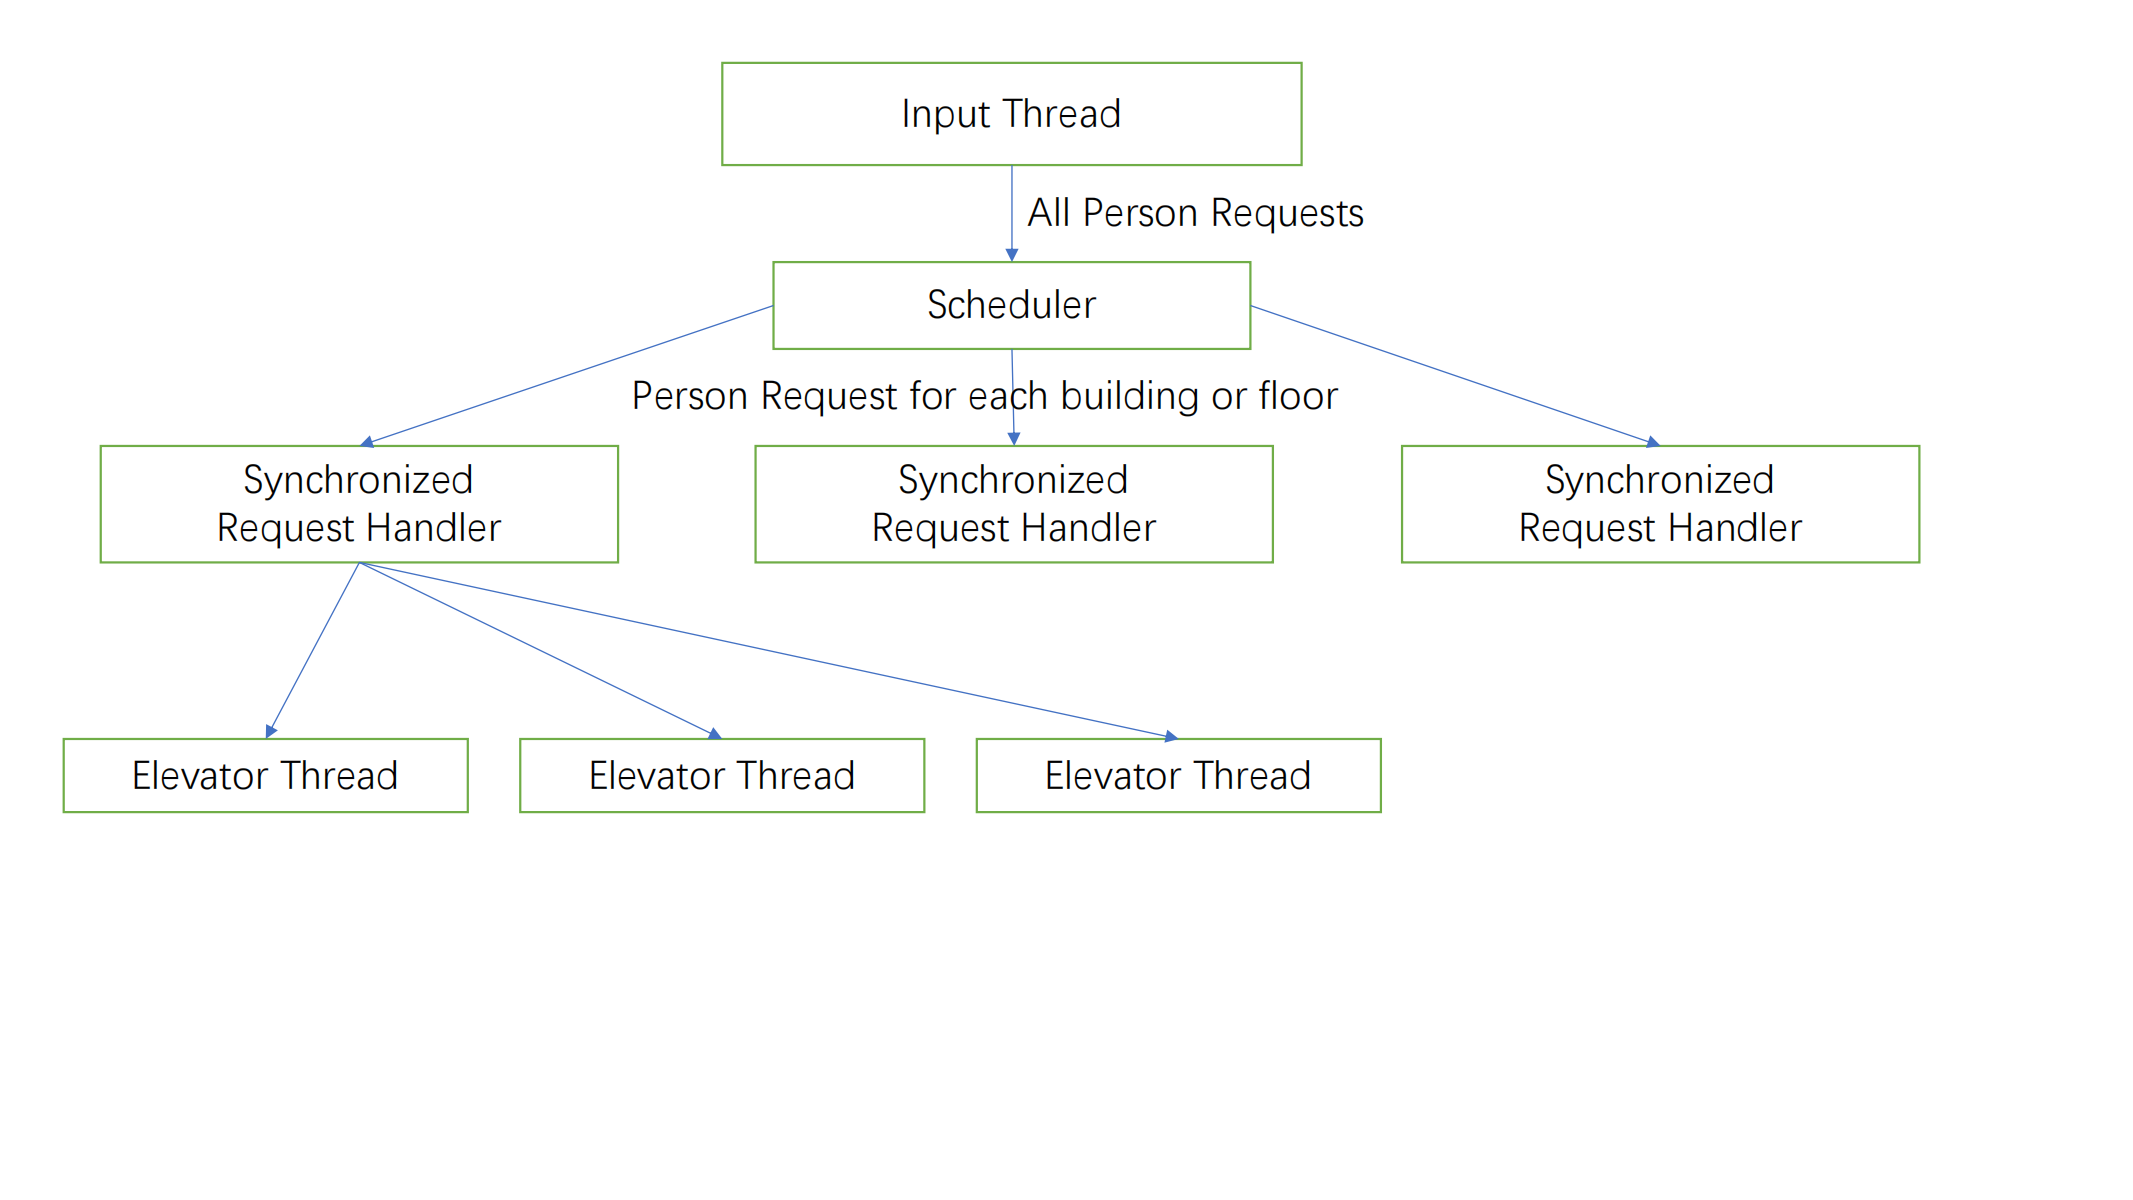 Input Thread
All Person Requests
Scheduler
Person Request for each building or floor
Synchronized
Request Handler
Synchronized
Request Handler
Synchronized
Request Handler
Elevator Thread
Elevator Thread
Elevator Thread